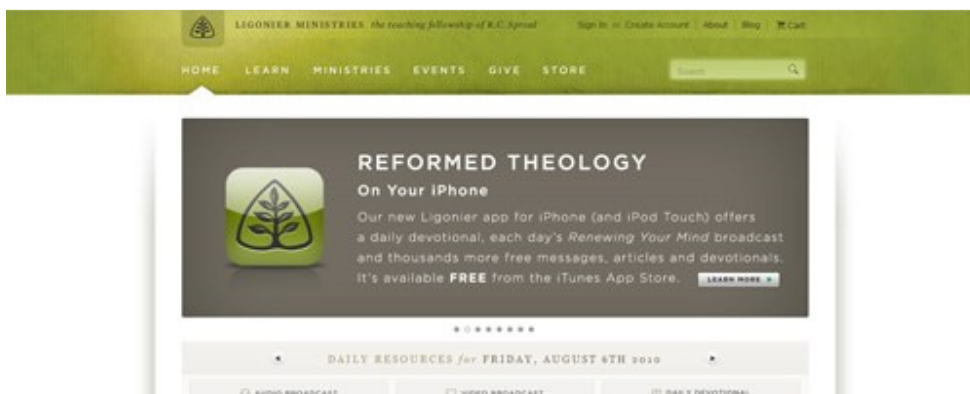 LIGONIER MINISTRIES the teaching fellowship of R.C. Sproul
Sign In or Create Account | About | Blog | Cart
HOME LEARN MINISTRIES EVENTS GIVE STORE
Search
REFORMED THEOLOGY
On Your iPhone
Our new Ligonier app for iPhone (and iPod Touch) offers
a daily devotional, each day's Renewing Your Mind broadcast
and thousands more free messages, articles and devotionals.
It's available FREE from the iTunes App Store. LEARN MORE
DAILY RESOURCES for FRIDAY, AUGUST 6TH 2010
AUDIO BROADCAST VIDEO BROADCAST DAILY DEVOTIONAL